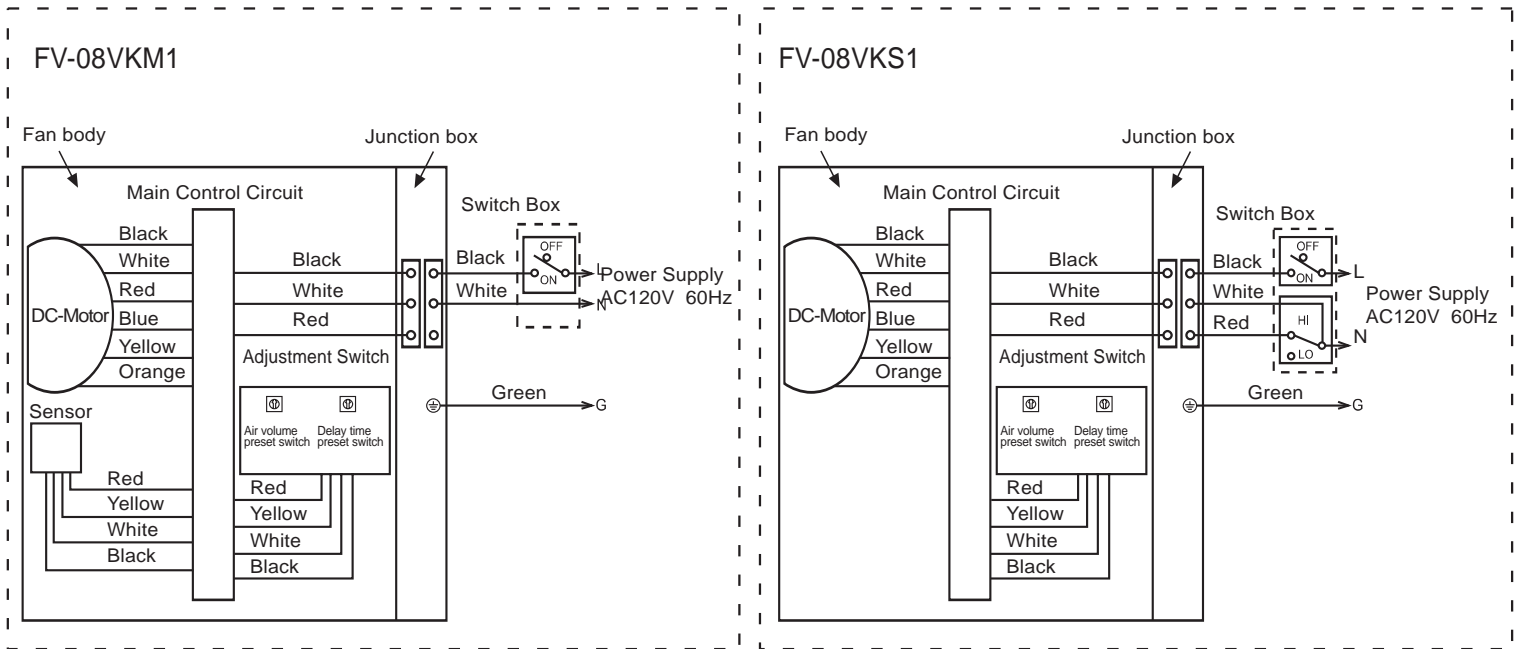 FV-08VKM1
Fan body
Junction box
Main Control Circuit
Switch Box
Black
White
Red
Blue
Yellow
Orange
DC-Motor
Black
White
Red
Black
White
OFF
ON
L
N
Power Supply
AC120V 60Hz
Adjustment Switch
Air volume
preset switch
Delay time
preset switch
Green
G
Sensor
Red
Yellow
White
Black
Red
Yellow
White
Black
FV-08VKS1
Fan body
Junction box
Main Control Circuit
Switch Box
Black
White
Red
Blue
Yellow
Orange
DC-Motor
Black
White
Red
Black
White
Red
OFF
ON
HI
LO
L
N
Power Supply
AC120V 60Hz
Adjustment Switch
Air volume
preset switch
Delay time
preset switch
Green
G
Red
Yellow
White
Black